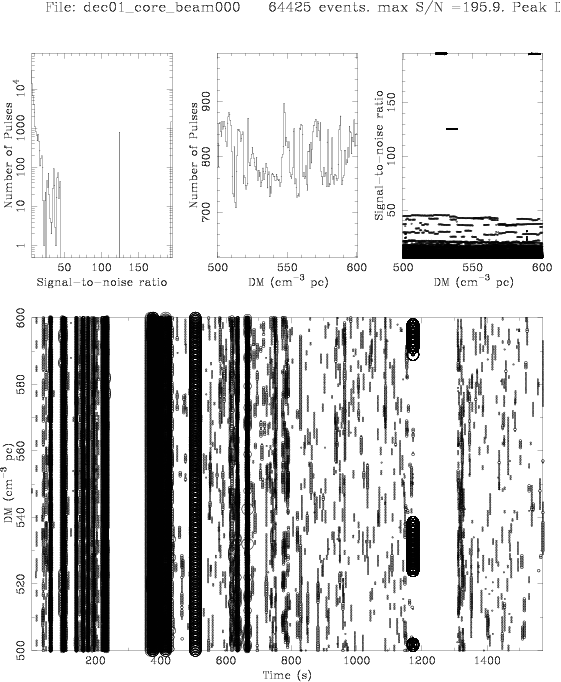 File: dec01_core_beam000 64425 events. max S/N =195.9. Peak D
Number of Pulses
1 10 100 1000 10^4
50 100 150
Signal-to-noise ratio
Number of Pulses
700 800 900
500 550 600
DM (cm^-3 pc)
Signal-to-noise ratio
50 100 150
500 550 600
DM (cm^-3 pc)
DM (cm^-3 pc)
500 520 540 560 580 600
200 400 600 800 1000 1200 1400
Time (s)